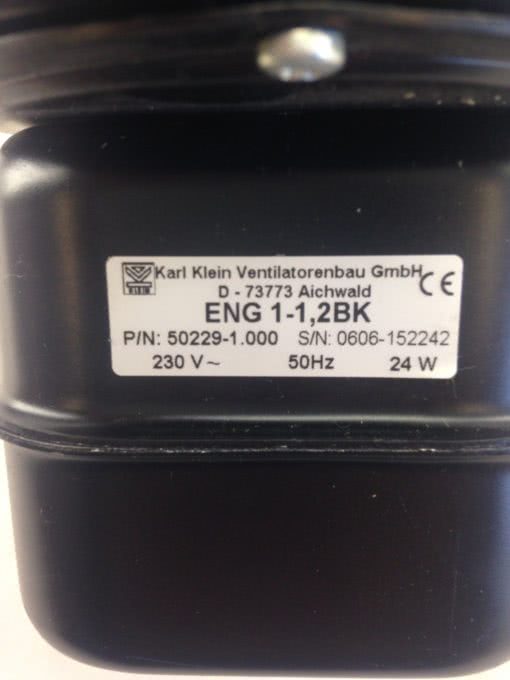 Karl Klein Ventilatorenbau GmbH CE
D - 73773 Aichwald
ENG 1-1,2BK
P/N: 50229-1.000 S/N: 0606-152242
230 V~ 50Hz 24 W